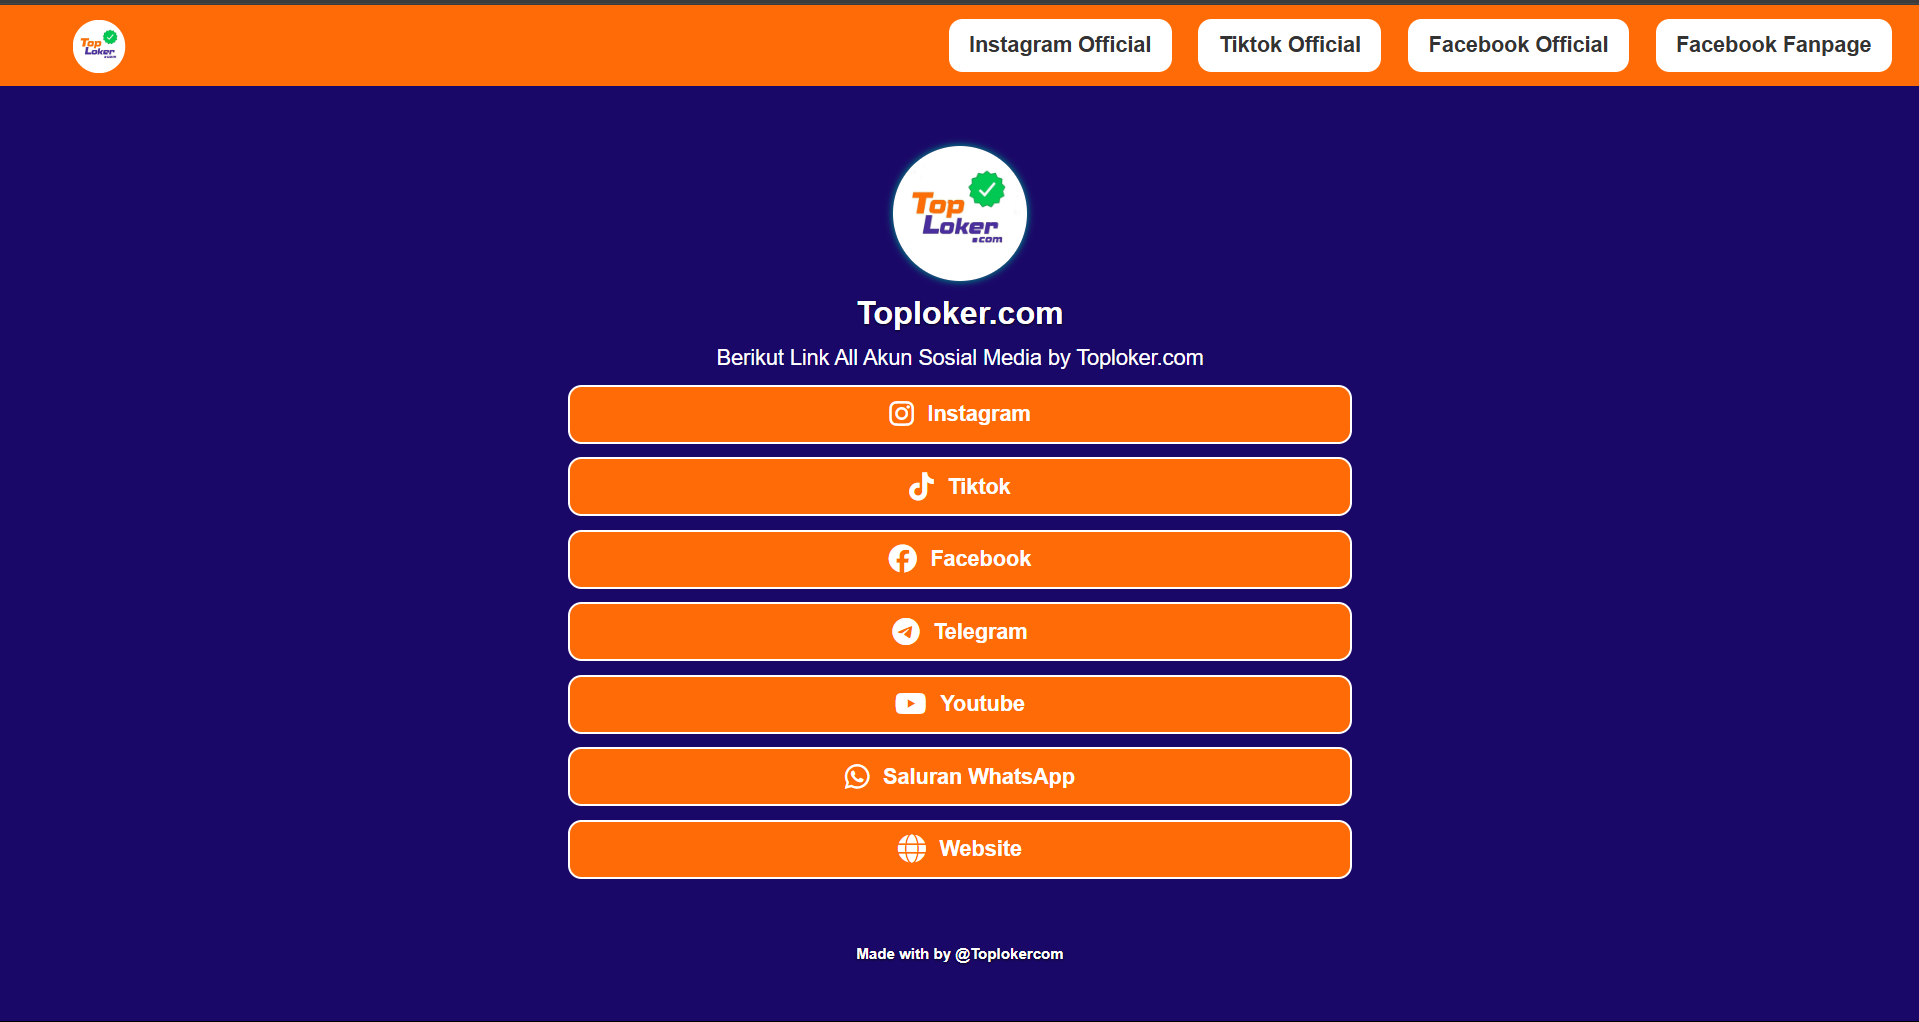 Top
Loker
.com
Instagram Official
Tiktok Official
Facebook Official
Facebook Fanpage
Top
Loker
.com
Toploker.com
Berikut Link All Akun Sosial Media by Toploker.com
Instagram
Tiktok
Facebook
Telegram
Youtube
Saluran WhatsApp
Website
Made with by @Toplokercom